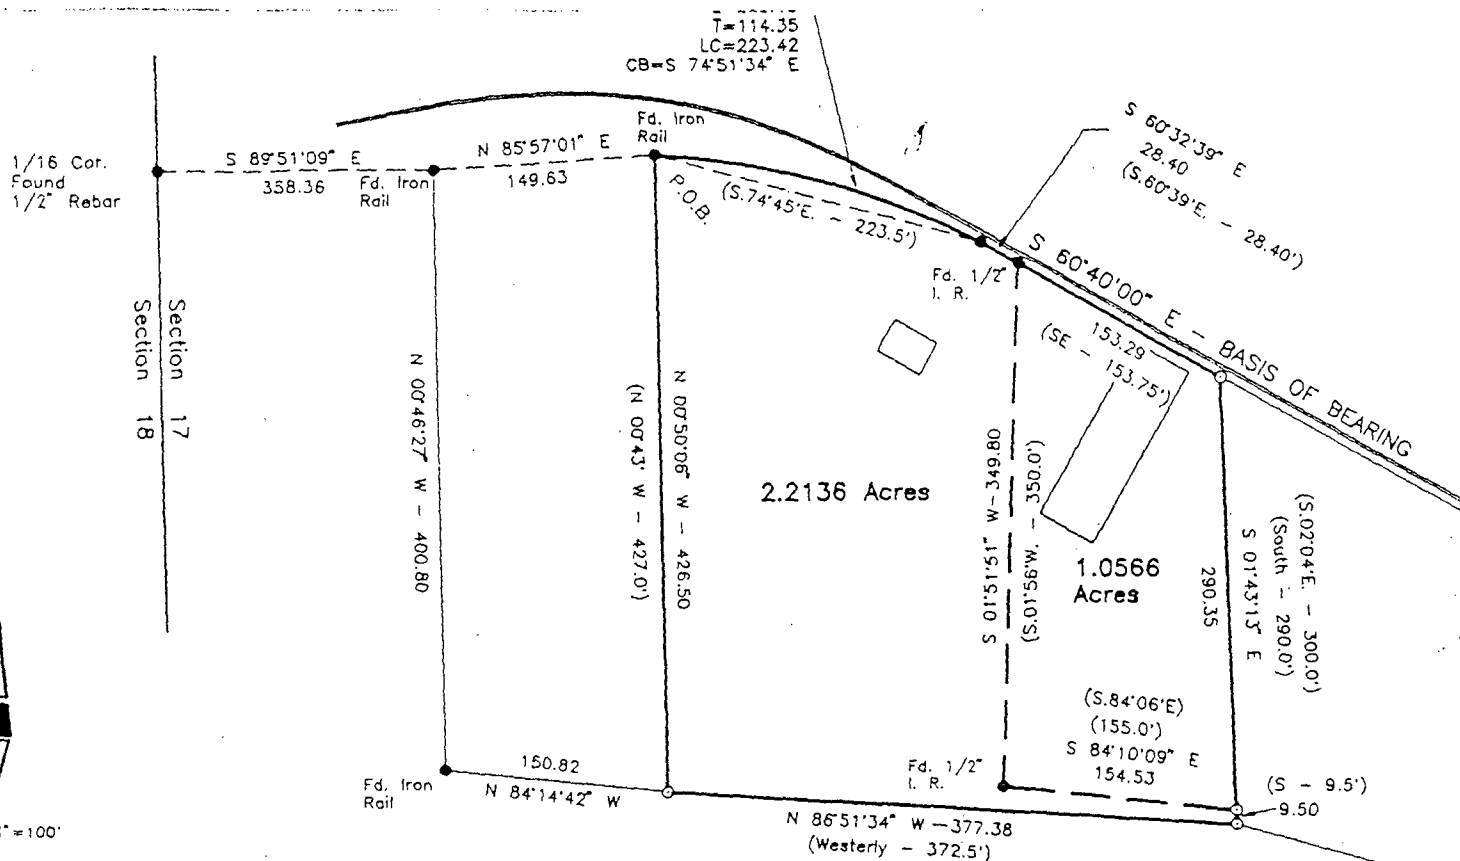 T=114.35
LC=223.42
CB=S 74°51'34" E
1/16 Cor.
Found
1/2" Rebar
S 89°51'09" E
358.36
Fd. Iron
Rail
N 85°57'01" E
149.63
Fd. Iron
Rail
P.O.B.
(S.74°45'E. - 223.5')
S 60°32'39" E
28.40
(S.60°39'E. - 28.40')
Fd. 1/2"
I. R.
S 60°40'00" E - BASIS OF BEARING
153.29
(SE - 153.75')
Section 17
Section 18
N 00°46'27" W - 400.80
N 00°50'06" W - 426.50
(N 00°43' W - 427.0')
2.2136 Acres
S 01°51'51" W-349.80
(S.01°56'W. - 350.0')
1.0566
Acres
290.35
S 01°43'13" E
(South - 290.0')
(S.02°04'E. - 300.0')
(S.84°06'E)
(155.0')
S 84°10'09" E
154.53
Fd. 1/2"
I. R.
(S - 9.5')
9.50
Fd. Iron
Rail
150.82
N 84°14'42" W
N 86°51'34" W -377.38
(Westerly - 372.5')
"=100'